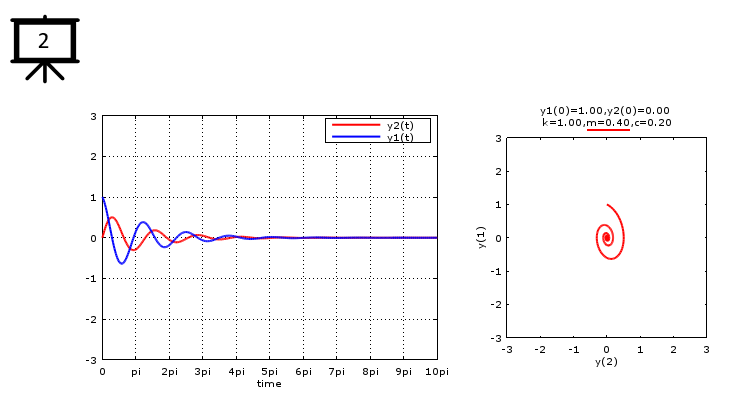 2
y1(0)=1.00,y2(0)=0.00
k=1.00,m=0.40,c=0.20
3
2
1
0
-1
-2
-3
y2(t)
y1(t)
0 pi 2pi 3pi 4pi 5pi 6pi 7pi 8pi 9pi 10pi
time
3
2
1
0
-1
-2
-3
y(1)
-3 -2 -1 0 1 2 3
y(2)